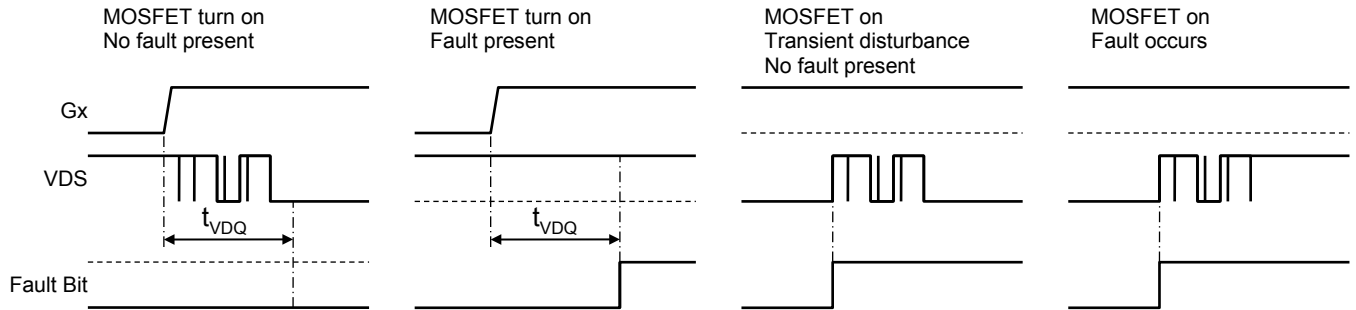 MOSFET turn on
No fault present
MOSFET turn on
Fault present
MOSFET on
Transient disturbance
No fault present
MOSFET on
Fault occurs
Gx
VDS
tVDQ
tVDQ
Fault Bit